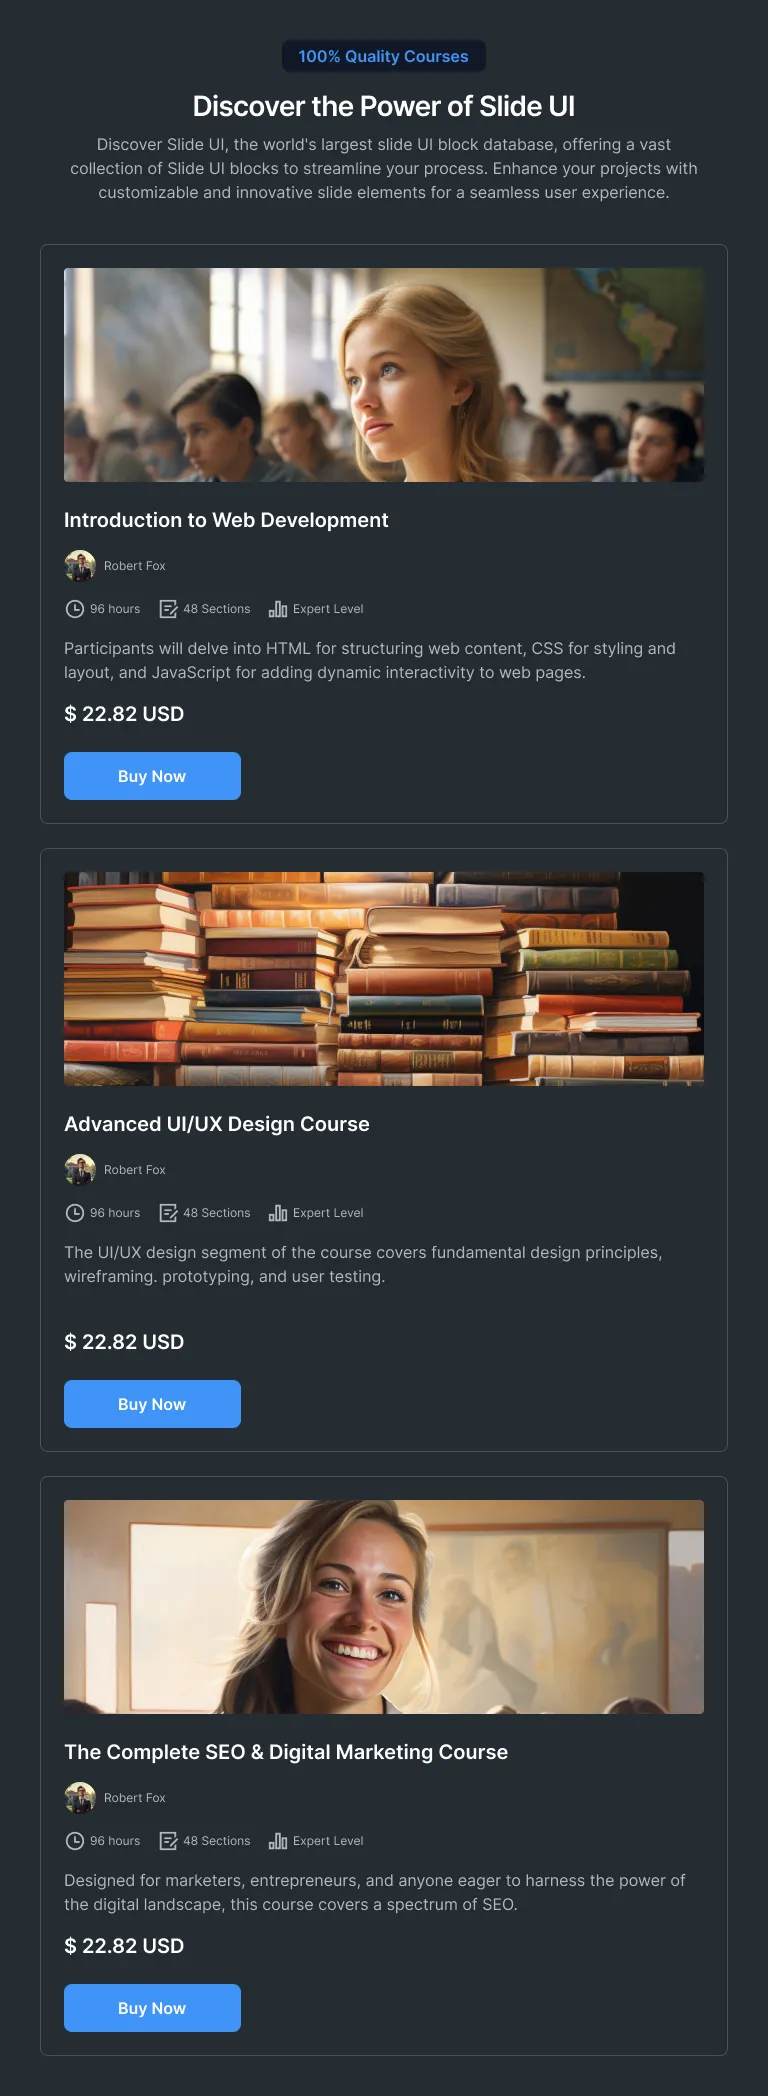 100% Quality Courses
Discover the Power of Slide UI
Discover Slide UI, the world's largest slide UI block database, offering a vast
collection of Slide UI blocks to streamline your process. Enhance your projects with
customizable and innovative slide elements for a seamless user experience.
Introduction to Web Development
Robert Fox
96 hours 48 Sections Expert Level
Participants will delve into HTML for structuring web content, CSS for styling and
layout, and JavaScript for adding dynamic interactivity to web pages.
$ 22.82 USD
Buy Now
Advanced UI/UX Design Course
Robert Fox
96 hours 48 Sections Expert Level
The UI/UX design segment of the course covers fundamental design principles,
wireframing. prototyping, and user testing.
$ 22.82 USD
Buy Now
The Complete SEO & Digital Marketing Course
Robert Fox
96 hours 48 Sections Expert Level
Designed for marketers, entrepreneurs, and anyone eager to harness the power of
the digital landscape, this course covers a spectrum of SEO.
$ 22.82 USD
Buy Now